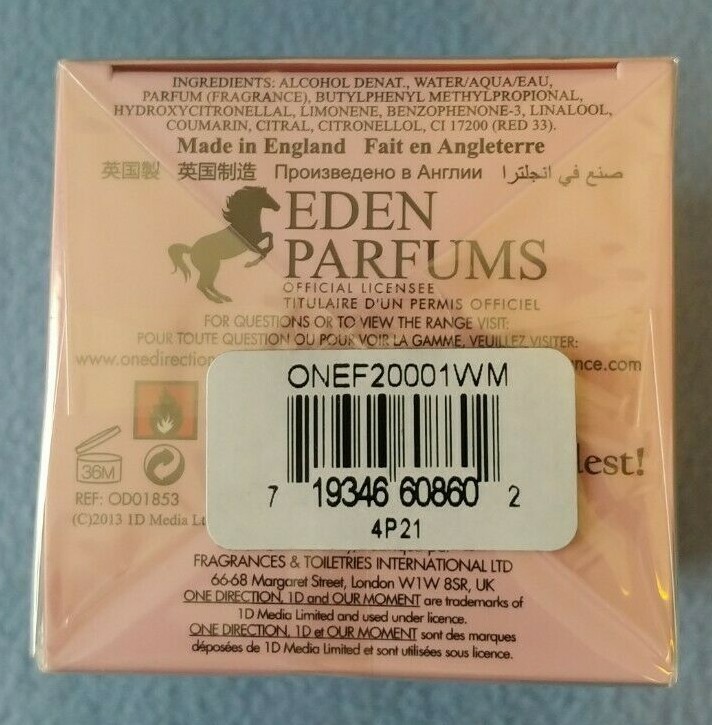 INGREDIENTS: ALCOHOL DENAT., WATER/AQUA/EAU,
PARFUM (FRAGRANCE), BUTYLPHENYL METHYLPROPIONAL,
HYDROXYCITRONELLAL, LIMONENE, BENZOPHENONE-3, LINALOOL,
COUMARIN, CITRAL, CITRONELLOL, CI 17200 (RED 33).
Made in England Fait en Angleterre
英国製 英国制造 Произведено в Англии صنع في انجلترا
EDEN
PARFUMS
OFFICIAL LICENSEE
TITULAIRE D'UN PERMIS OFFICIEL
FOR QUESTIONS OR TO VIEW THE RANGE VISIT:
POUR TOUTE QUESTION OU POUR VOIR LA GAMME, VEUILLEZ VISITER:
www.onedirection
nce.com
ONEF20001WM
7 19346 60860 2
4P21
lest!
36M
REF: OD01853
(C)2013 1D Media Lt
FRAGRANCES & TOILETRIES INTERNATIONAL LTD
66-68 Margaret Street, London W1W 8SR, UK
ONE DIRECTION, 1D and OUR MOMENT are trademarks of
1D Media Limited and used under licence.
ONE DIRECTION, 1D et OUR MOMENT sont des marques
déposées de 1D Media Limited et sont utilisées sous licence.